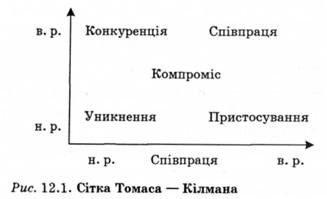 в. р. Конкуренція Співпраця
Компроміс
Уникнення Пристосування
н. р.
н. р. Співпраця в. р.
Рис. 12.1. Сітка Томаса — Кілмана